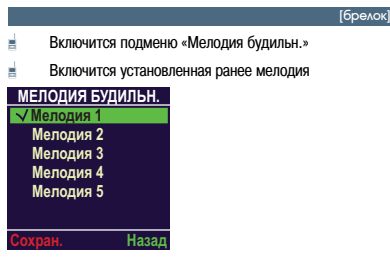 [брелок]
Включится подменю «Мелодия будильн.»
Включится установленная ранее мелодия
МЕЛОДИЯ БУДИЛЬН.
Мелодия 1
Мелодия 2
Мелодия 3
Мелодия 4
Мелодия 5
Сохран. Назад